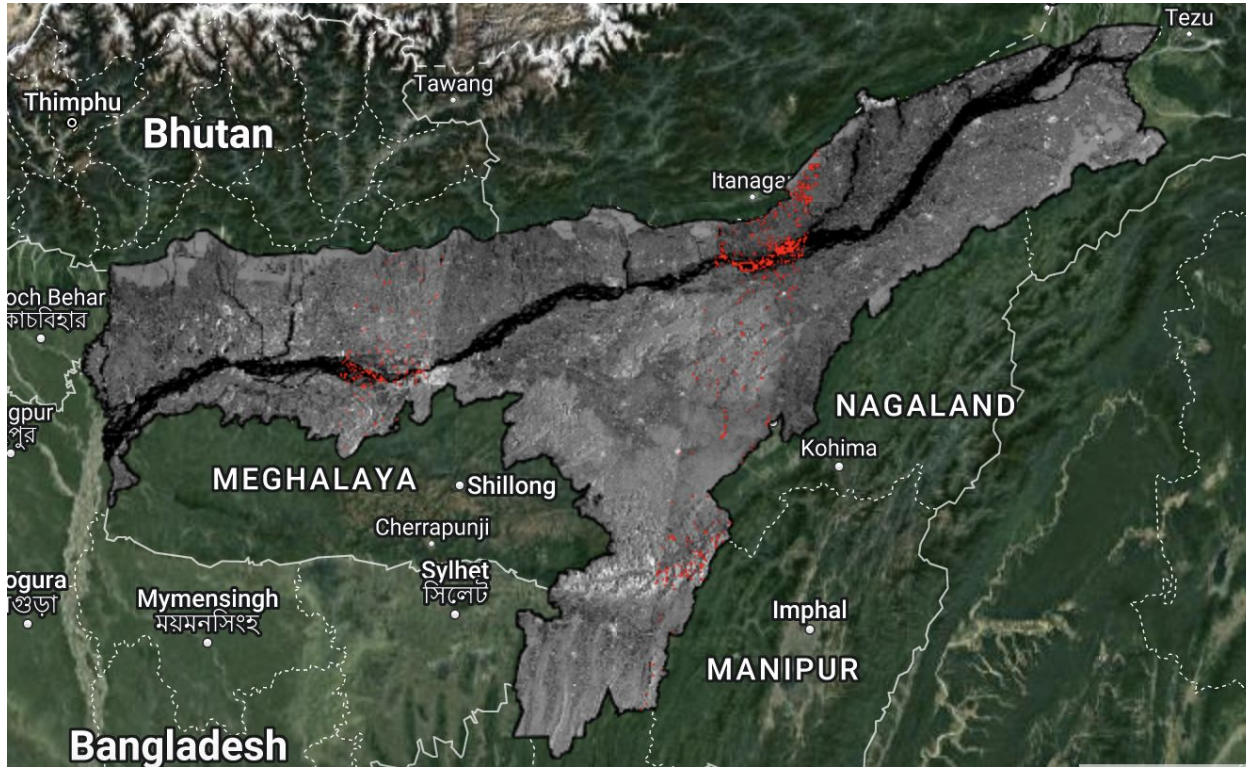 Tezu
Tawang
Thimphu
Bhutan
Itanaga
och Behar
কাচবিহার
gpur
পুর
NAGALAND
Kohima
MEGHALAYA
Shillong
Cherrapunji
Sylhet
সিলেট
ogura
গুড়া
Mymensingh
ময়মনসিংহ
Imphal
MANIPUR
Bangladesh